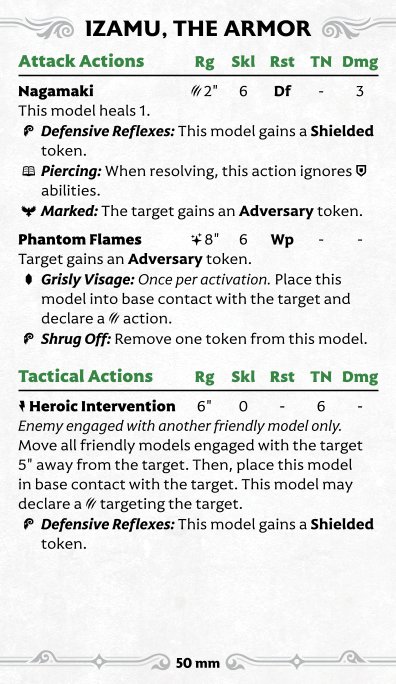 IZAMU, THE ARMOR
Attack Actions Rg Skl Rst TN Dmg
Nagamaki 2" 6 Df - 3
This model heals 1.
Defensive Reflexes: This model gains a Shielded
token.
Piercing: When resolving, this action ignores
abilities.
Marked: The target gains an Adversary token.
Phantom Flames 8" 6 Wp - -
Target gains an Adversary token.
Grisly Visage: Once per activation. Place this
model into base contact with the target and
declare a action.
Shrug Off: Remove one token from this model.
Tactical Actions Rg Skl Rst TN Dmg
Heroic Intervention 6" 0 - 6 -
Enemy engaged with another friendly model only.
Move all friendly models engaged with the target
5" away from the target. Then, place this model
in base contact with the target. This model may
declare a targeting the target.
Defensive Reflexes: This model gains a Shielded
token.
50 mm